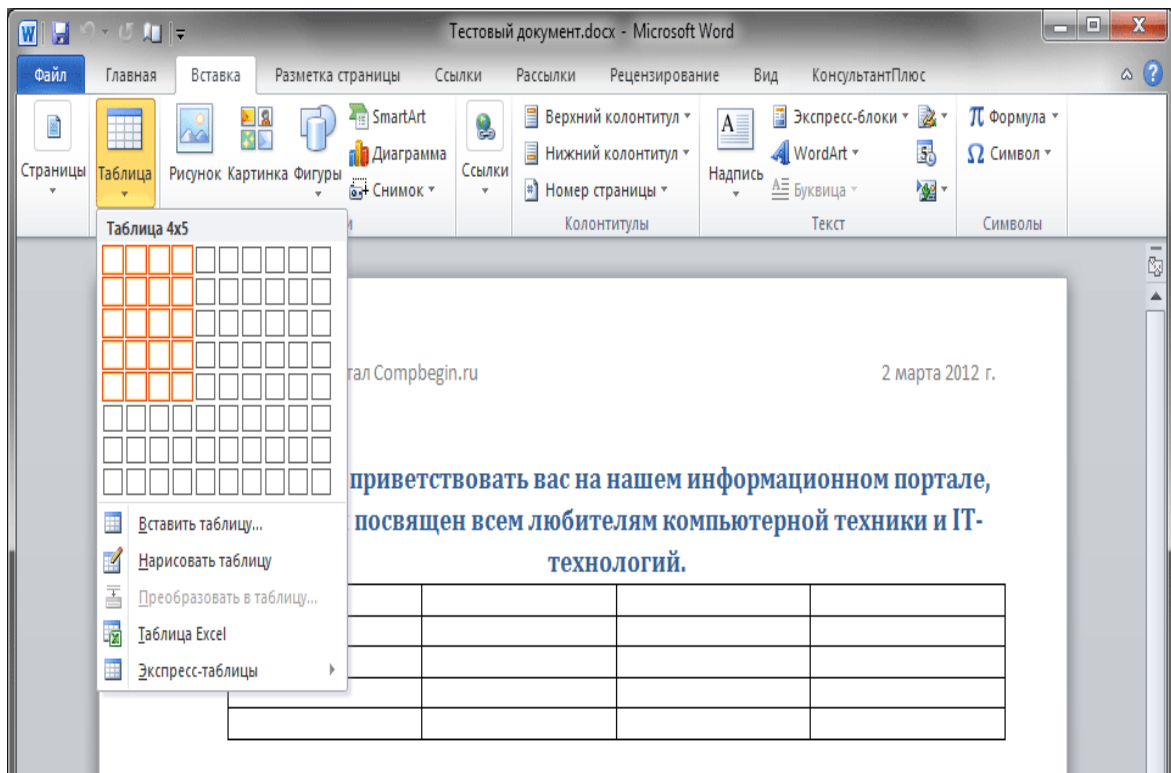 Тестовый документ.docx - Microsoft Word
Файл Главная Вставка Разметка страницы Ссылки Рассылки Рецензирование Вид КонсультантПлюс
Страницы
Таблица
Рисунок Картинка Фигуры
SmartArt
Диаграмма
Снимок
Ссылки
Верхний колонтитул
Нижний колонтитул
Номер страницы
Колонтитулы
Надпись
Экспресс-блоки
WordArt
Буквица
Текст
π Формула
Ω Символ
Символы
Таблица 4x5
Вставить таблицу...
Нарисовать таблицу
Преобразовать в таблицу...
Таблица Excel
Экспресс-таблицы
Compbegin.ru 2 марта 2012 г.
приветствовать вас на нашем информационном портале,
посвящен всем любителям компьютерной техники и IT-
технологий.